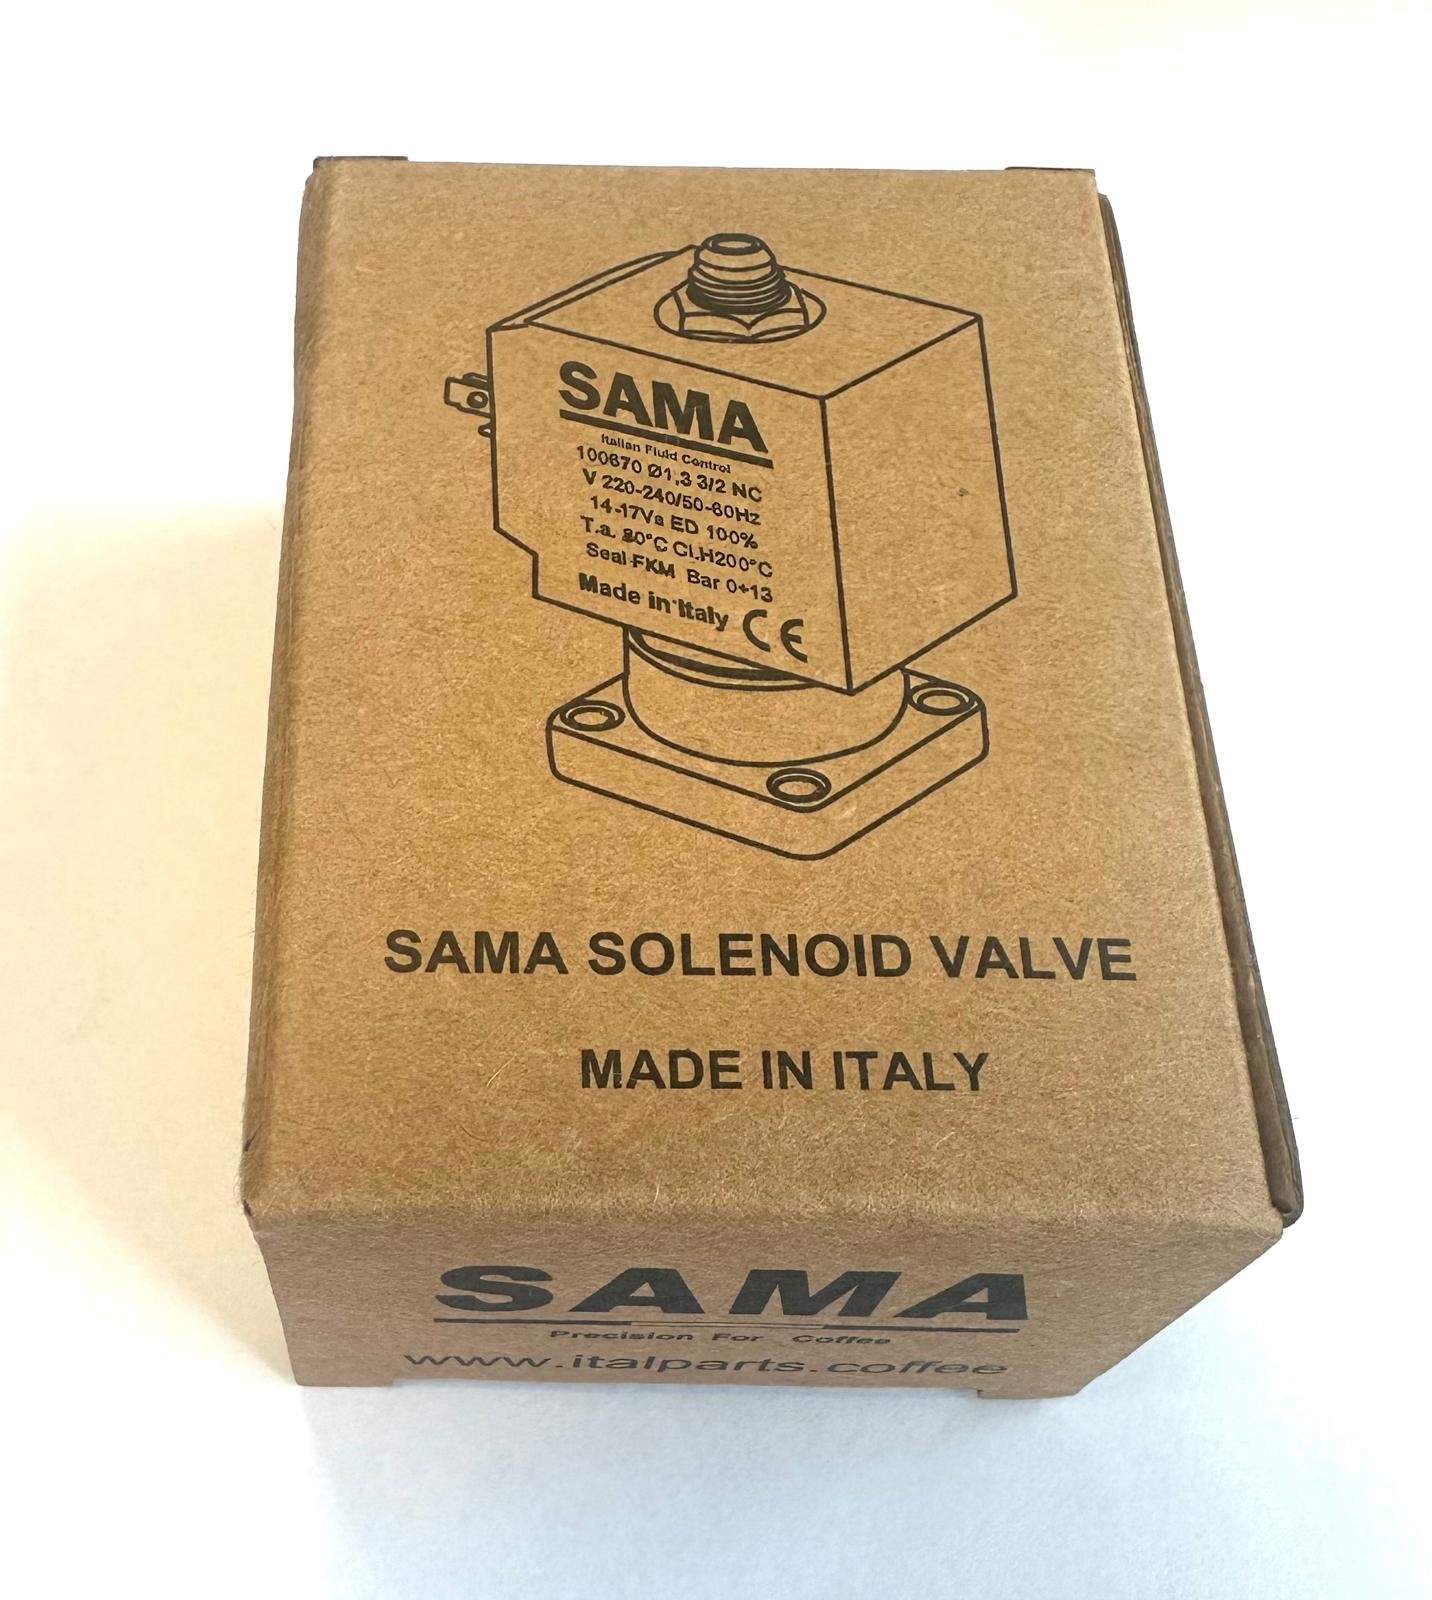 SAMA
Italian Fluid Control
100670 Ø1,3 3/2 NC
V 220-240/50-60Hz
14-17Va ED 100%
T.a. 80°C CI.H200°C
Seal-FKM Bar 0÷13
Made in Italy CE
SAMA SOLENOID VALVE
MADE IN ITALY
SAMA
Precision For Coffee
www.italparts.coffee